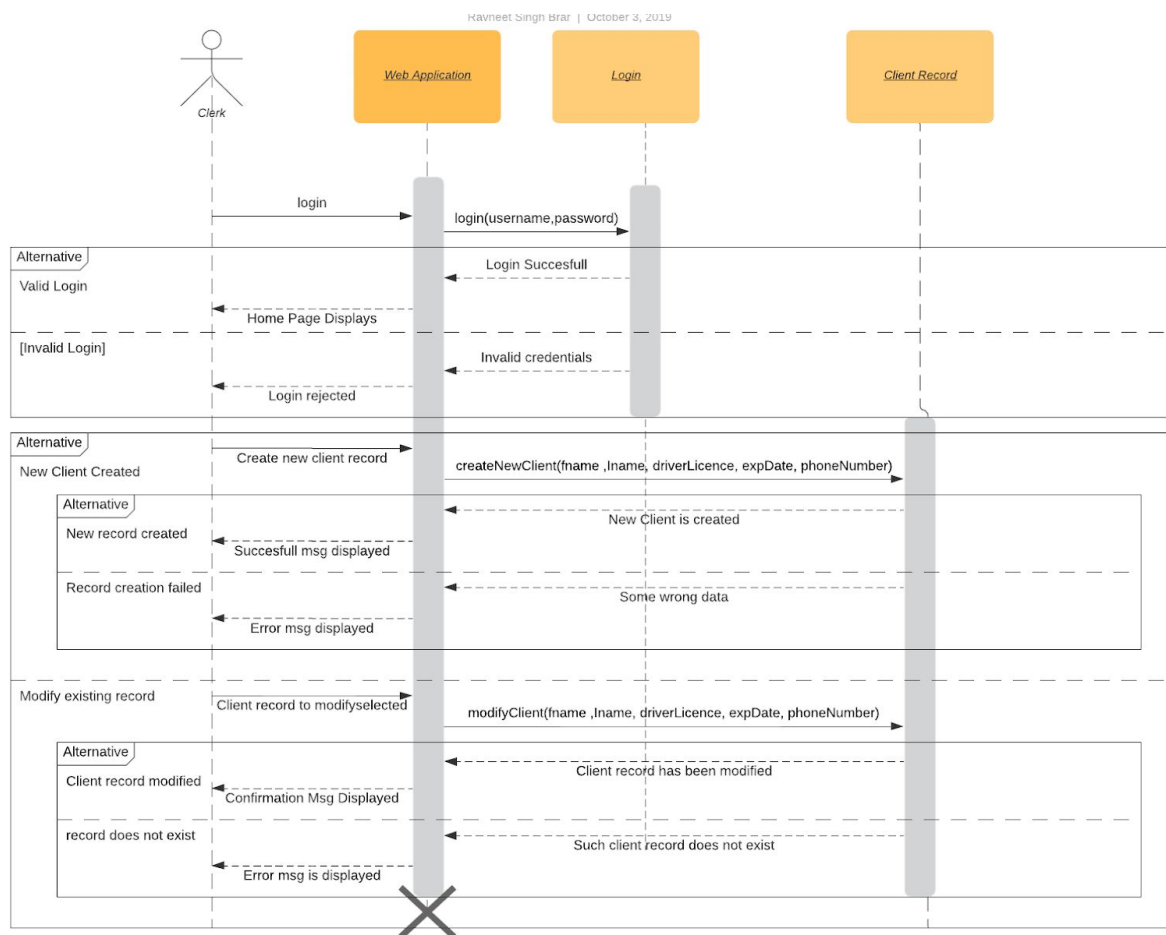 Ravneet Singh Brar | October 3, 2019
Web Application
Login
Client Record
Clerk
login
login(username,password)
Alternative
Login Succesfull
Valid Login
Home Page Displays
[Invalid Login]
Invalid credentials
Login rejected
Alternative
Create new client record
New Client Created
createNewClient(fname ,lname, driverLicence, expDate, phoneNumber)
Alternative
New Client is created
New record created
Succesfull msg displayed
Record creation failed
Some wrong data
Error msg displayed
Modify existing record
Client record to modifyselected
modifyClient(fname ,lname, driverLicence, expDate, phoneNumber)
Alternative
Client record has been modified
Client record modified
Confirmation Msg Displayed
record does not exist
Such client record does not exist
Error msg is displayed